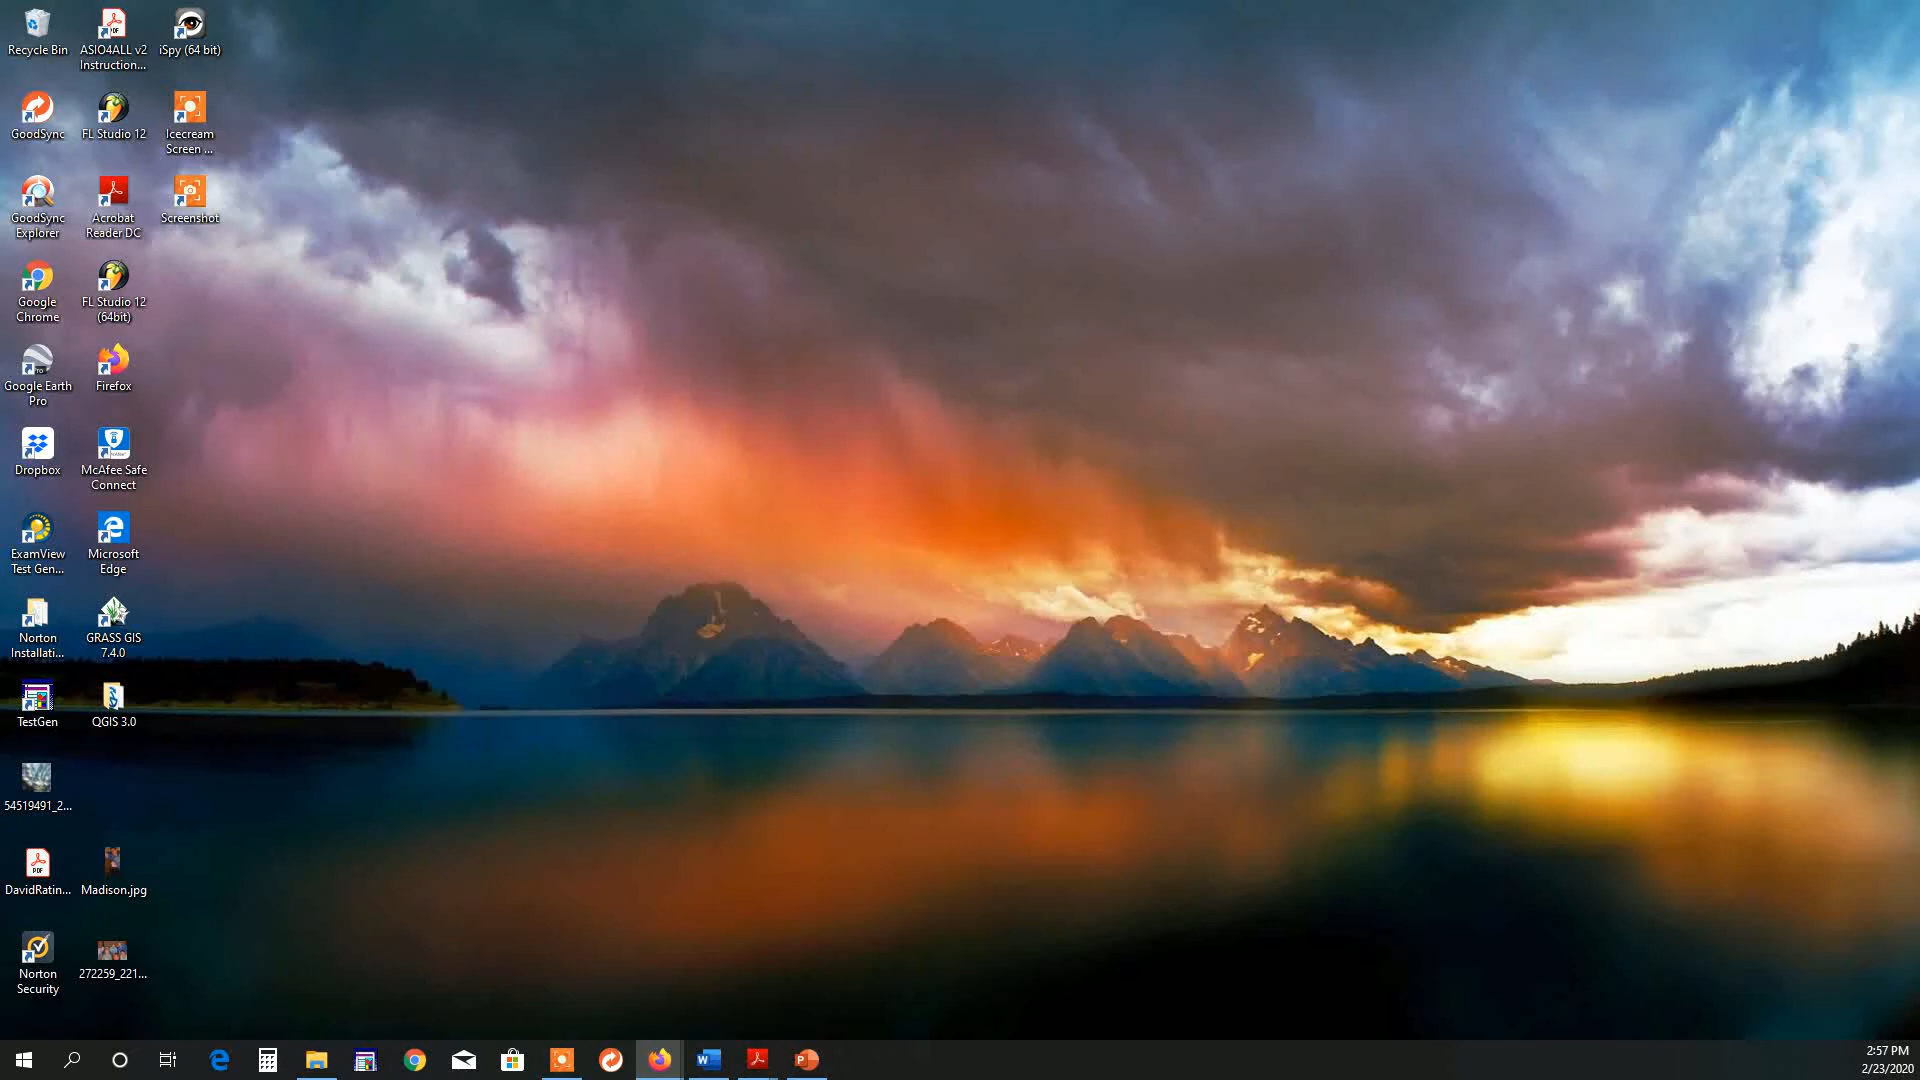 Recycle Bin
ASIO4ALL v2
Instruction...
iSpy (64 bit)
GoodSync
FL Studio 12
Icecream
Screen ...
GoodSync
Explorer
Acrobat
Reader DC
Screenshot
Google
Chrome
FL Studio 12
(64bit)
Google Earth
Pro
Firefox
Dropbox
McAfee Safe
Connect
ExamView
Test Gen...
Microsoft
Edge
Norton
Installati...
GRASS GIS
7.4.0
TestGen
QGIS 3.0
54519491_2...
DavidRatin...
Madison.jpg
Norton
Security
272259_221...
2:57 PM
2/23/2020